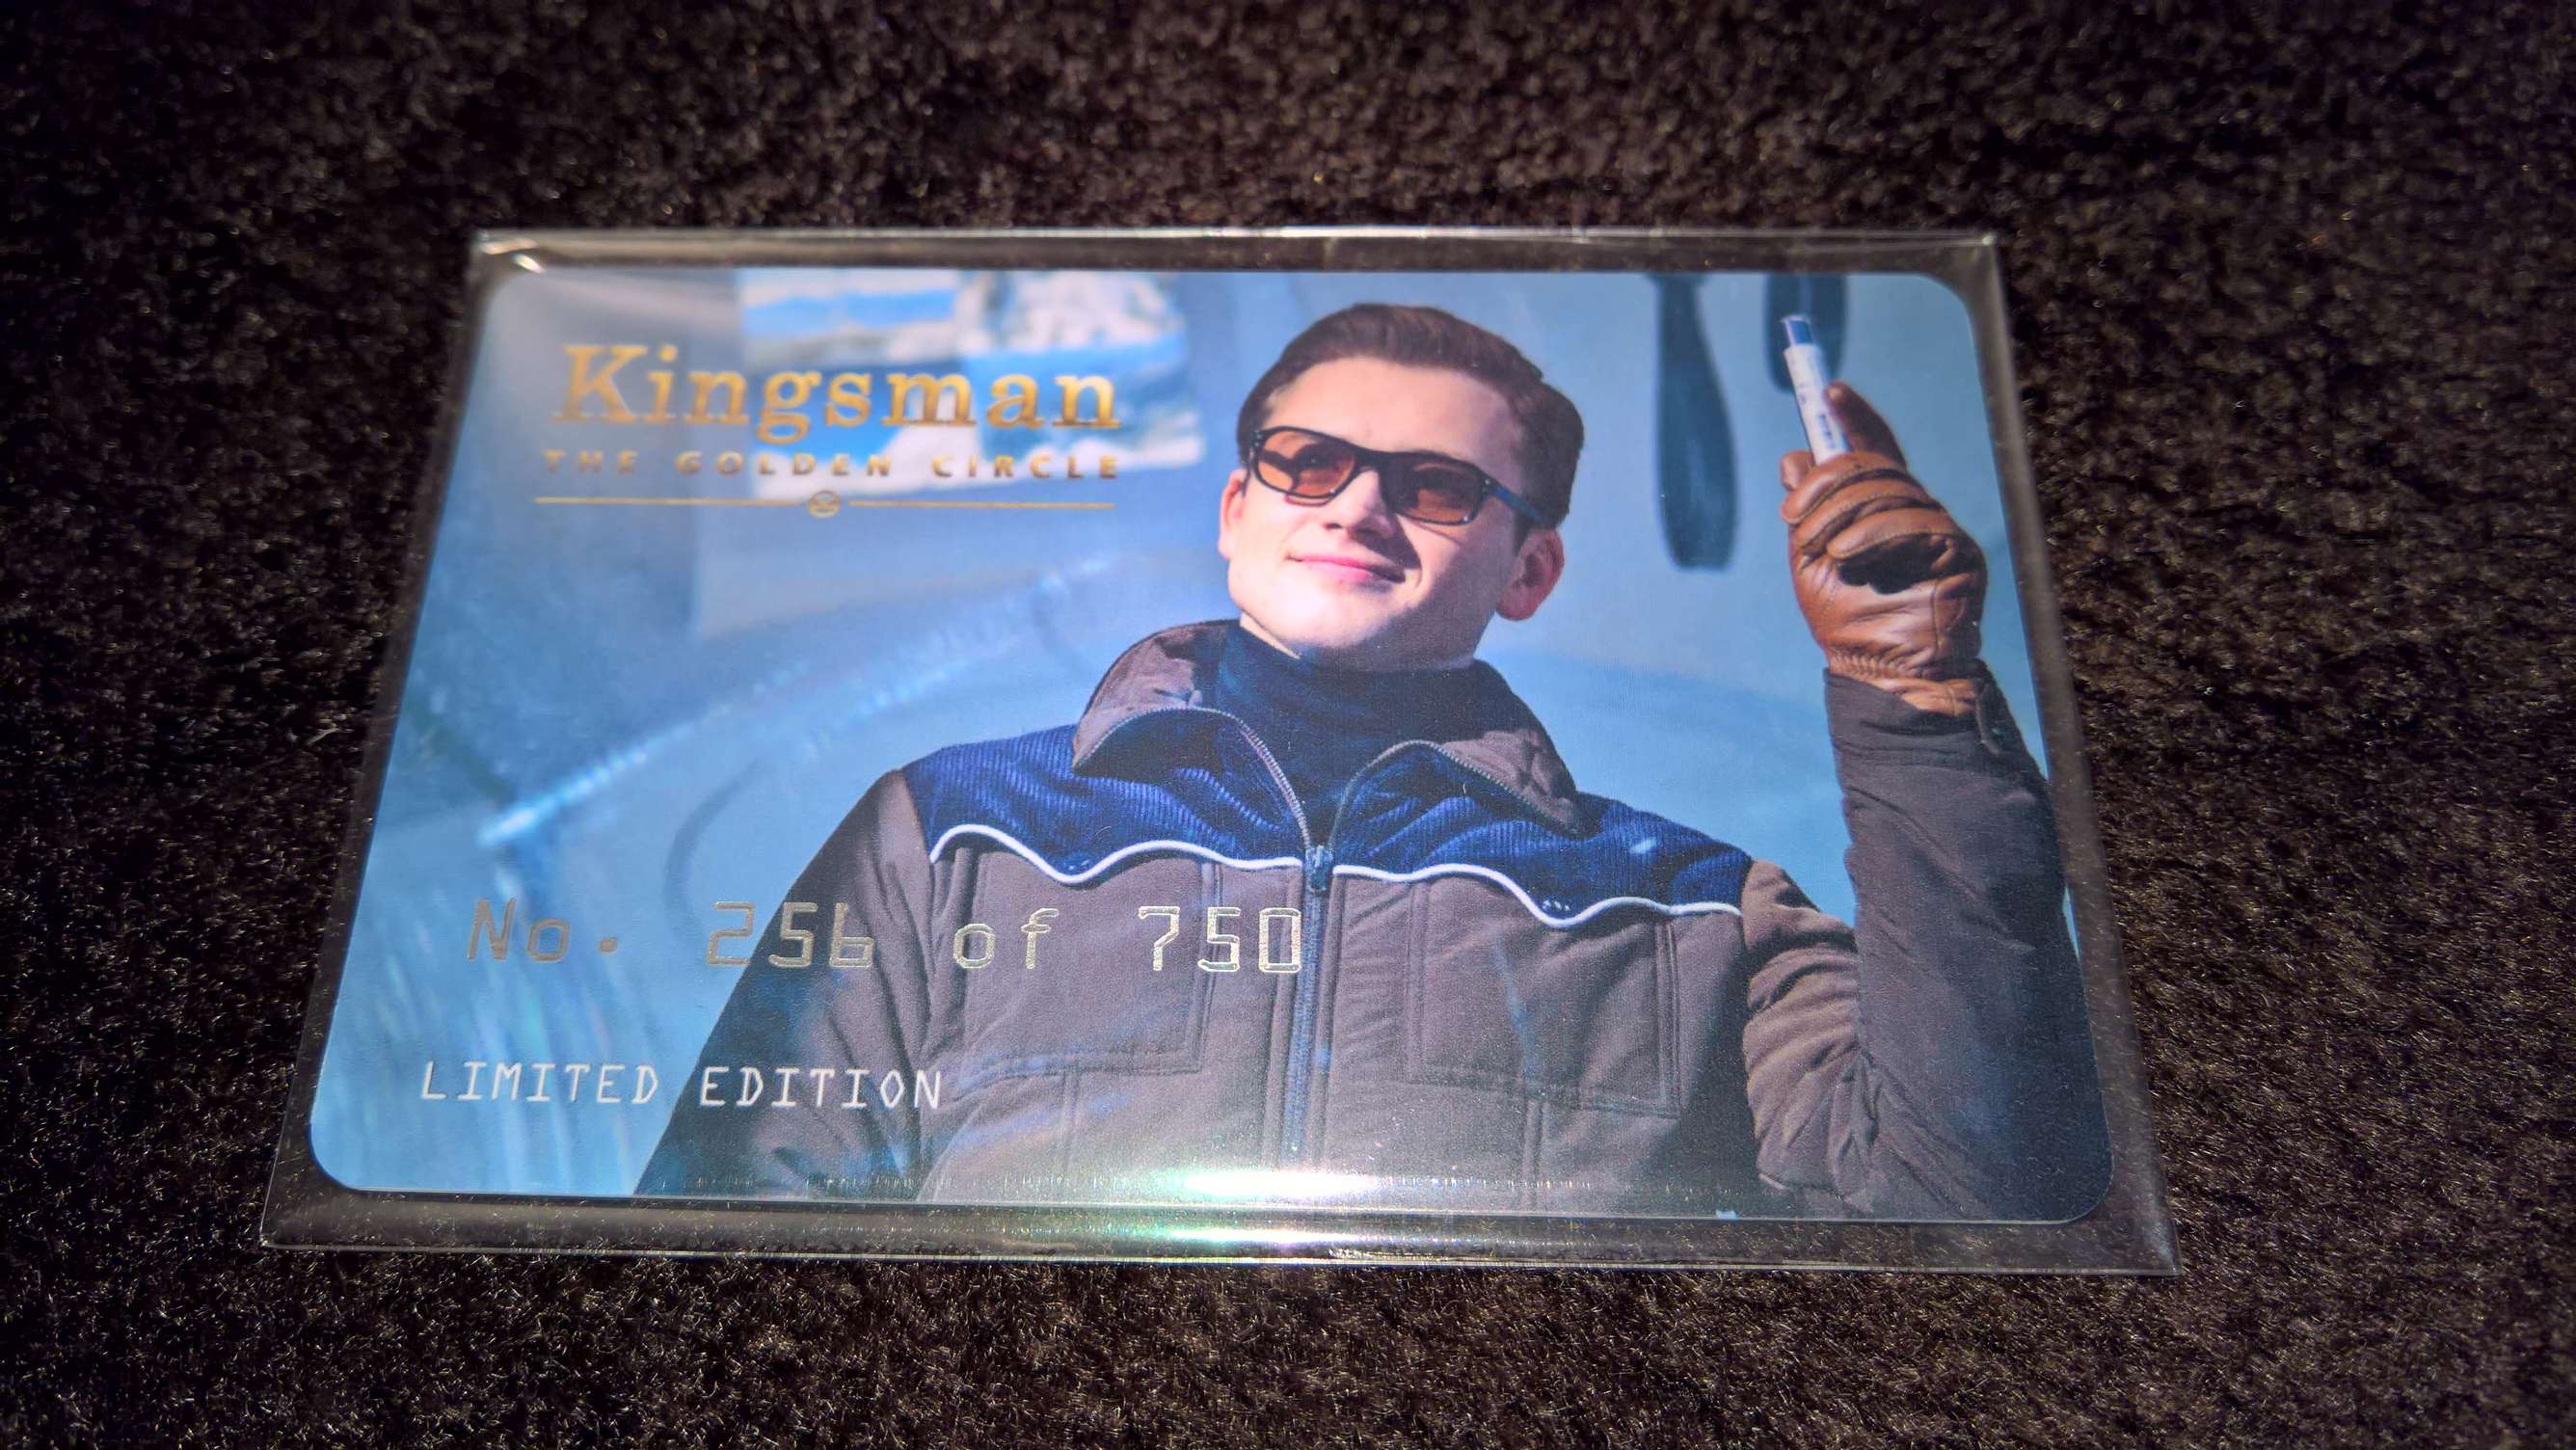 Kingsman
THE GOLDEN CIRCLE
No. 256 of 750
LIMITED EDITION